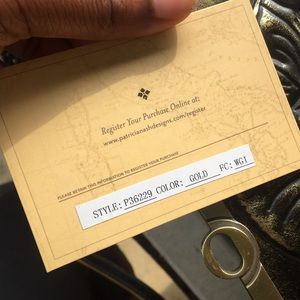 Register Your Purchase Online at:
www.patricianashdesigns.com/register
PLEASE RETAIN THIS INFORMATION TO REGISTER YOUR PURCHASE
STYLE: P36229 COLOR: GOLD FC: WGI